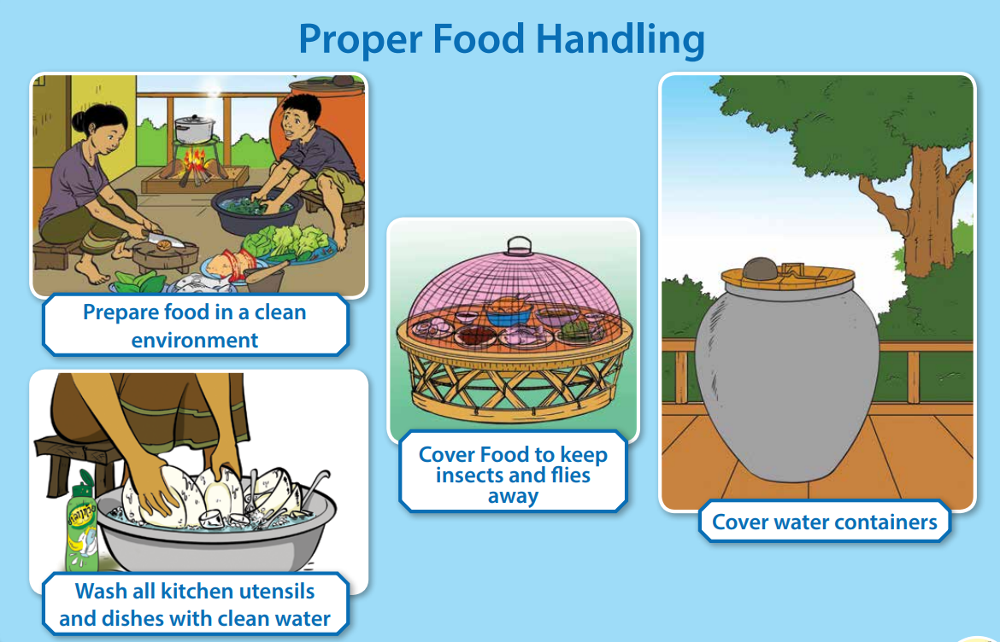 Proper Food Handling
Prepare food in a clean
environment
Wash all kitchen utensils
and dishes with clean water
Cover Food to keep
insects and flies
away
Cover water containers